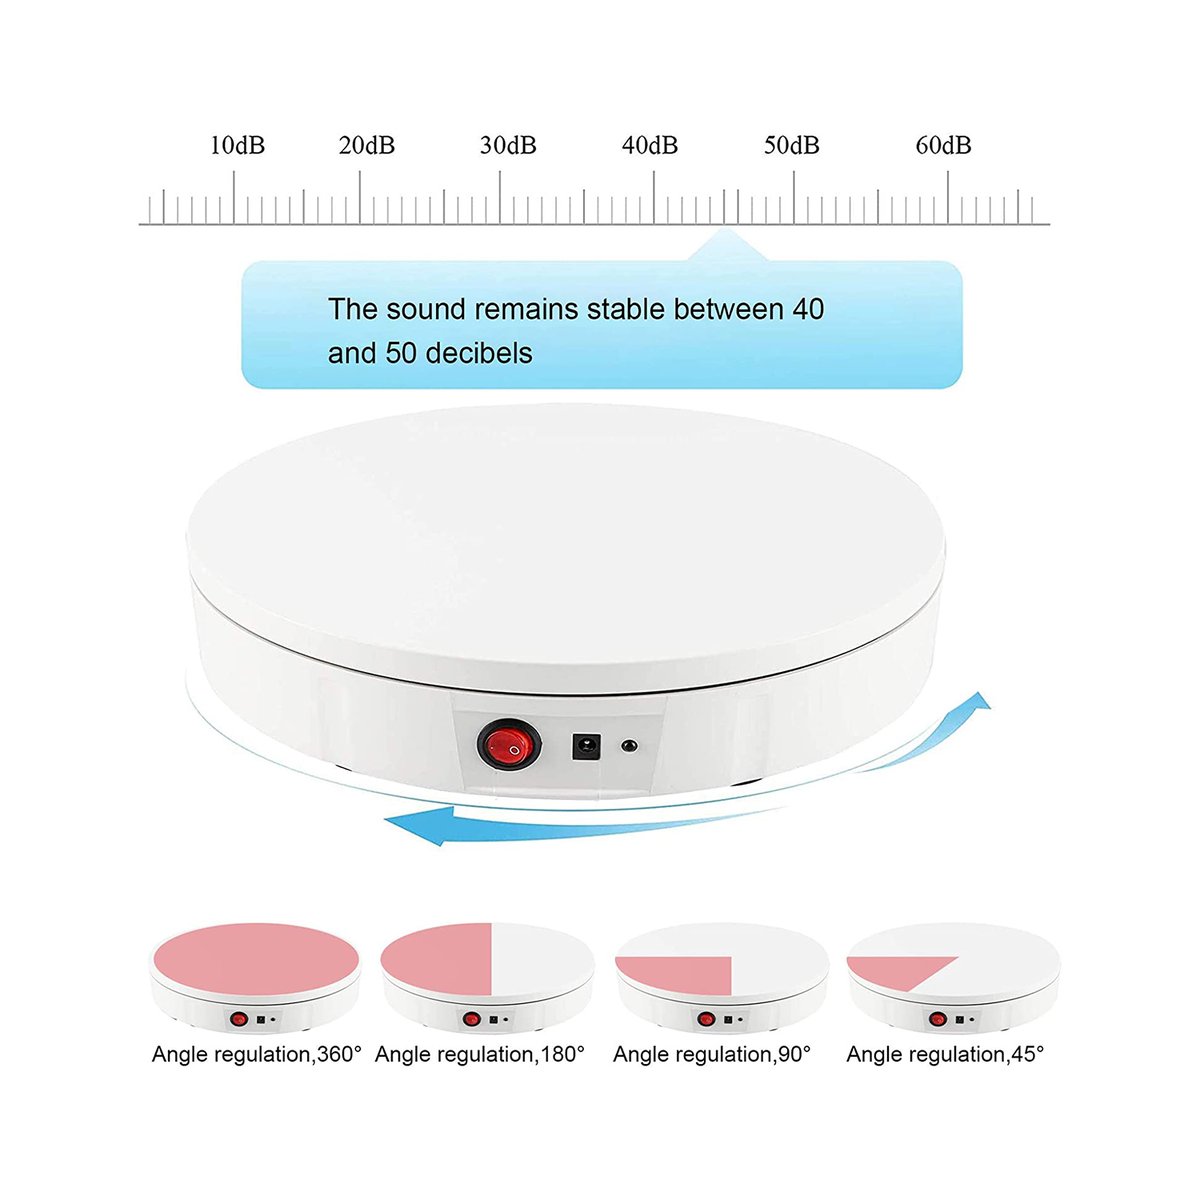 10dB 20dB 30dB 40dB 50dB 60dB
The sound remains stable between 40
and 50 decibels
Angle regulation,360° Angle regulation,180° Angle regulation,90° Angle regulation,45°